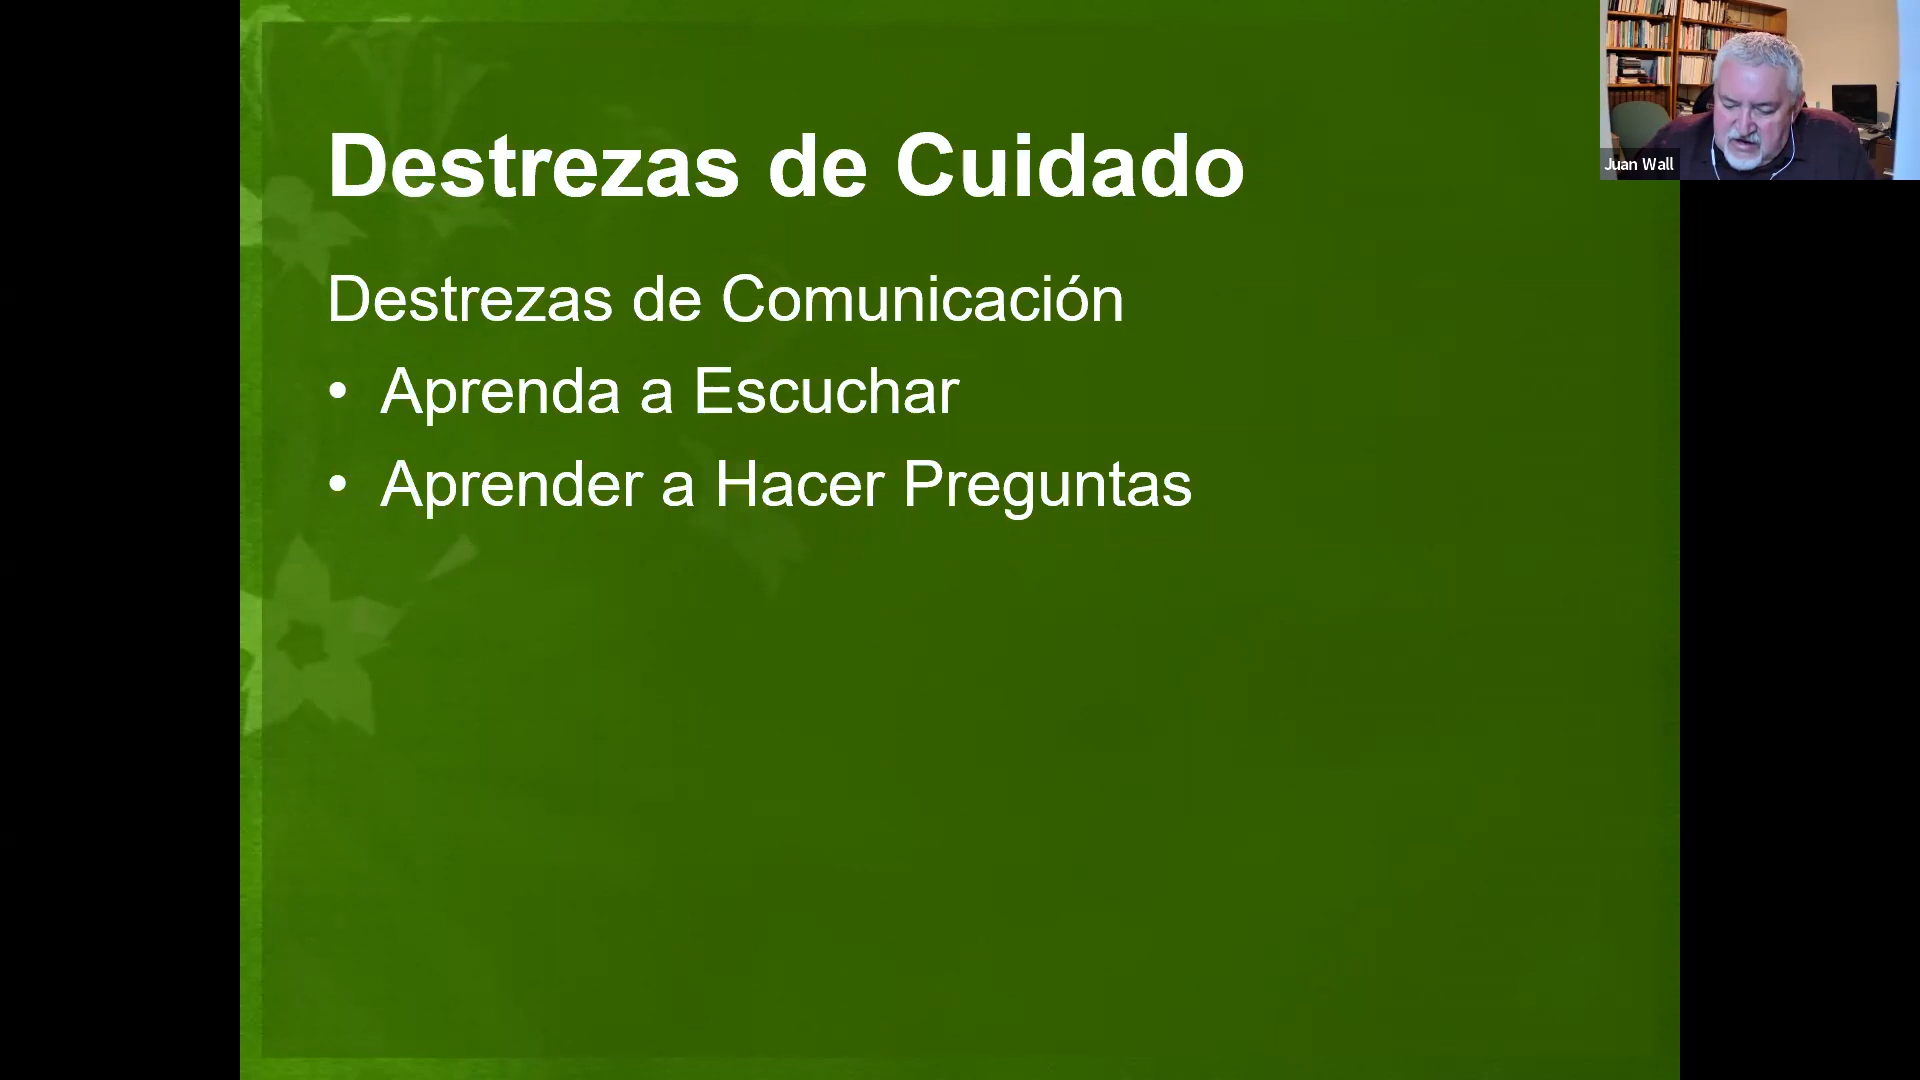 Destrezas de Cuidado
Destrezas de Comunicación
• Aprenda a Escuchar
• Aprender a Hacer Preguntas
Juan Wall